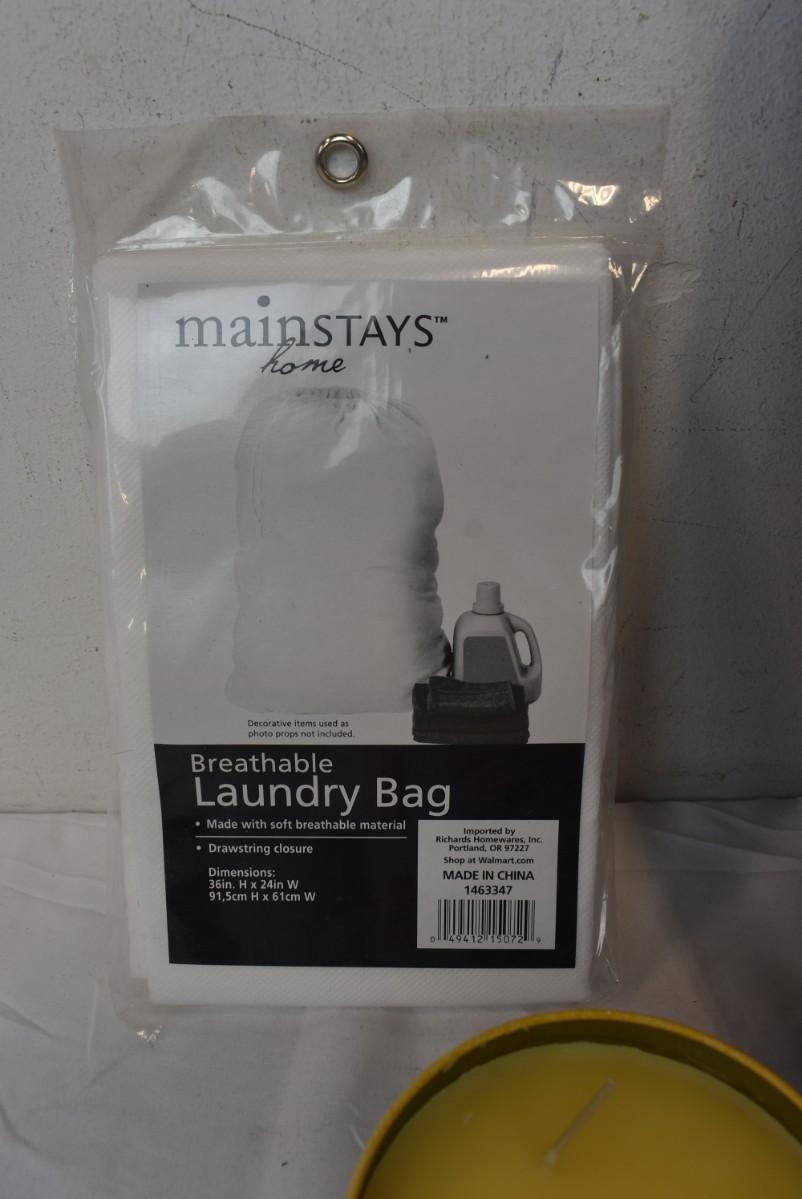 mainSTAYS™
home
Decorative items used as
photo props not included.
Breathable
Laundry Bag
• Made with soft breathable material
• Drawstring closure
Dimensions:
36in. H x 24in W
91,5cm H x 61cm W
Imported by
Richards Homewares, Inc.
Portland, OR 97227
Shop at Walmart.com
MADE IN CHINA
1463347
0 49412 15072 9